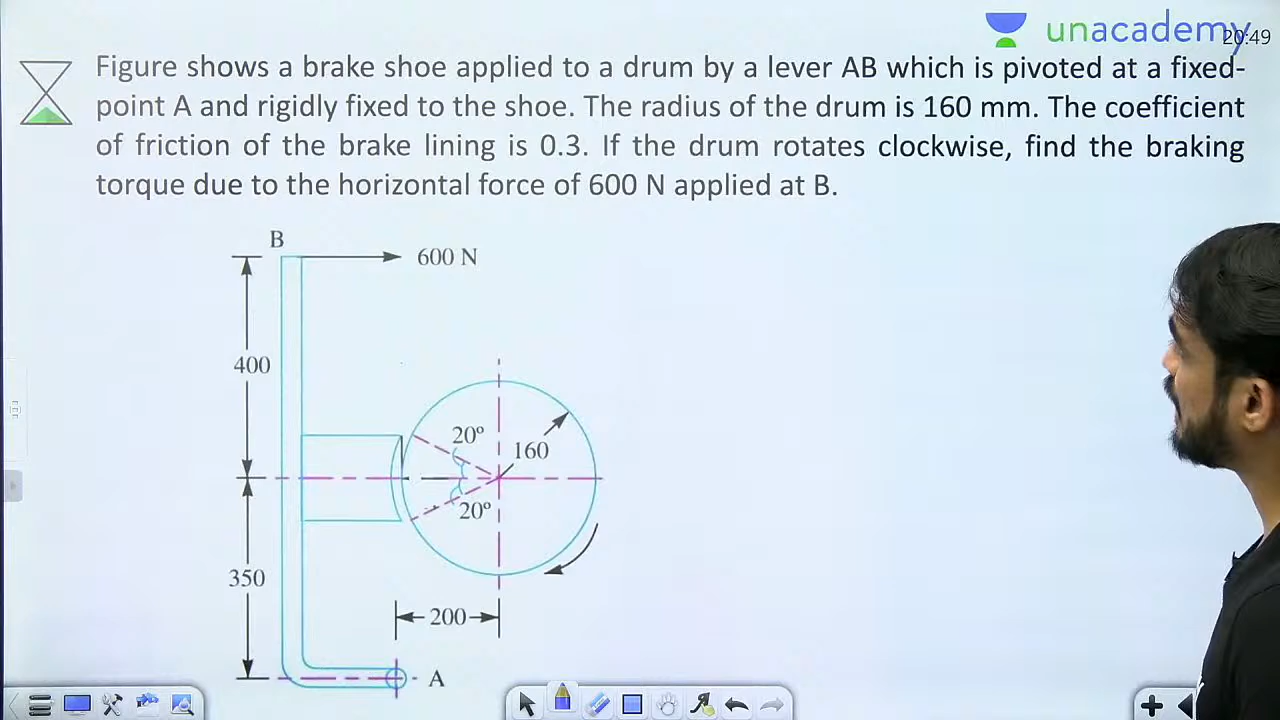 unacademy
20:49
Figure shows a brake shoe applied to a drum by a lever AB which is pivoted at a fixed-
point A and rigidly fixed to the shoe. The radius of the drum is 160 mm. The coefficient
of friction of the brake lining is 0.3. If the drum rotates clockwise, find the braking
torque due to the horizontal force of 600 N applied at B.
B
600 N
400
20º
160
20º
350
200
A